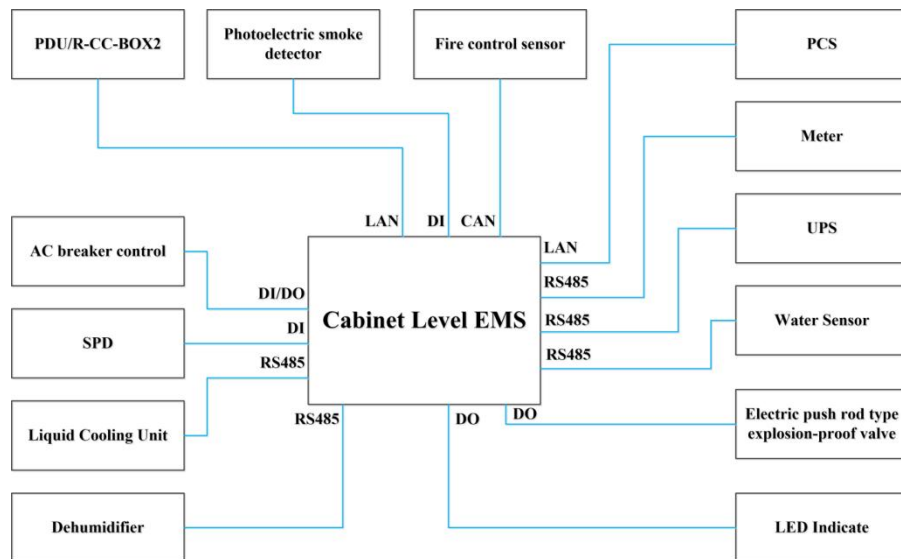 PDU/R-CC-BOX2
Photoelectric smoke
detector
Fire control sensor
PCS
Meter
UPS
Water Sensor
Electric push rod type
explosion-proof valve
LED Indicate
AC breaker control
SPD
Liquid Cooling Unit
Dehumidifier
LAN
DI
CAN
LAN
RS485
RS485
RS485
DI/DO
DI
RS485
RS485
DO
DO
Cabinet Level EMS